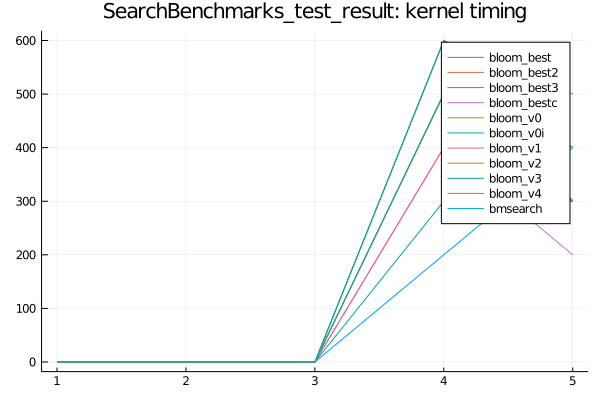 SearchBenchmarks_test_result: kernel timing
600
500
400
300
200
100
0
1 2 3 4 5
bloom_best
bloom_best2
bloom_best3
bloom_bestc
bloom_v0
bloom_v0i
bloom_v1
bloom_v2
bloom_v3
bloom_v4
bmsearch